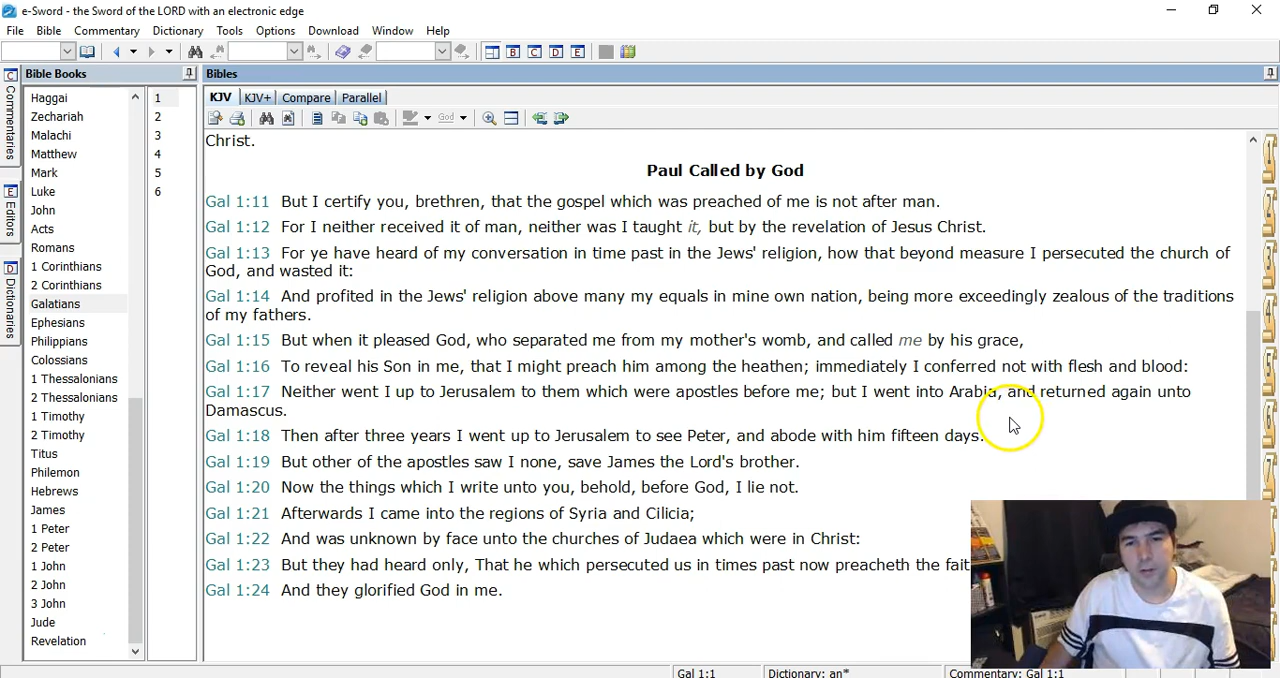 e-Sword - the Sword of the LORD with an electronic edge
File Bible Commentary Dictionary Tools Options Download Window Help
B C D E
C Commentaries
E Editors
D Dictionaries
Bible Books
Haggai
Zechariah
Malachi
Matthew
Mark
Luke
John
Acts
Romans
1 Corinthians
2 Corinthians
Galatians
Ephesians
Philippians
Colossians
1 Thessalonians
2 Thessalonians
1 Timothy
2 Timothy
Titus
Philemon
Hebrews
James
1 Peter
2 Peter
1 John
2 John
3 John
Jude
Revelation
1
2
3
4
5
6
Bibles
KJV KJV+ Compare Parallel
God
Christ.
Paul Called by God
Gal 1:11 But I certify you, brethren, that the gospel which was preached of me is not after man.
Gal 1:12 For I neither received it of man, neither was I taught it, but by the revelation of Jesus Christ.
Gal 1:13 For ye have heard of my conversation in time past in the Jews' religion, how that beyond measure I persecuted the church of
God, and wasted it:
Gal 1:14 And profited in the Jews' religion above many my equals in mine own nation, being more exceedingly zealous of the traditions
of my fathers.
Gal 1:15 But when it pleased God, who separated me from my mother's womb, and called me by his grace,
Gal 1:16 To reveal his Son in me, that I might preach him among the heathen; immediately I conferred not with flesh and blood:
Gal 1:17 Neither went I up to Jerusalem to them which were apostles before me; but I went into Arabia, and returned again unto
Damascus.
Gal 1:18 Then after three years I went up to Jerusalem to see Peter, and abode with him fifteen days.
Gal 1:19 But other of the apostles saw I none, save James the Lord's brother.
Gal 1:20 Now the things which I write unto you, behold, before God, I lie not.
Gal 1:21 Afterwards I came into the regions of Syria and Cilicia;
Gal 1:22 And was unknown by face unto the churches of Judaea which were in Christ:
Gal 1:23 But they had heard only, That he which persecuted us in times past now preacheth the fait
Gal 1:24 And they glorified God in me.
1
2
3
4
5
6
7
Gal 1:1 Dictionary: an* Commentary: Gal 1:1